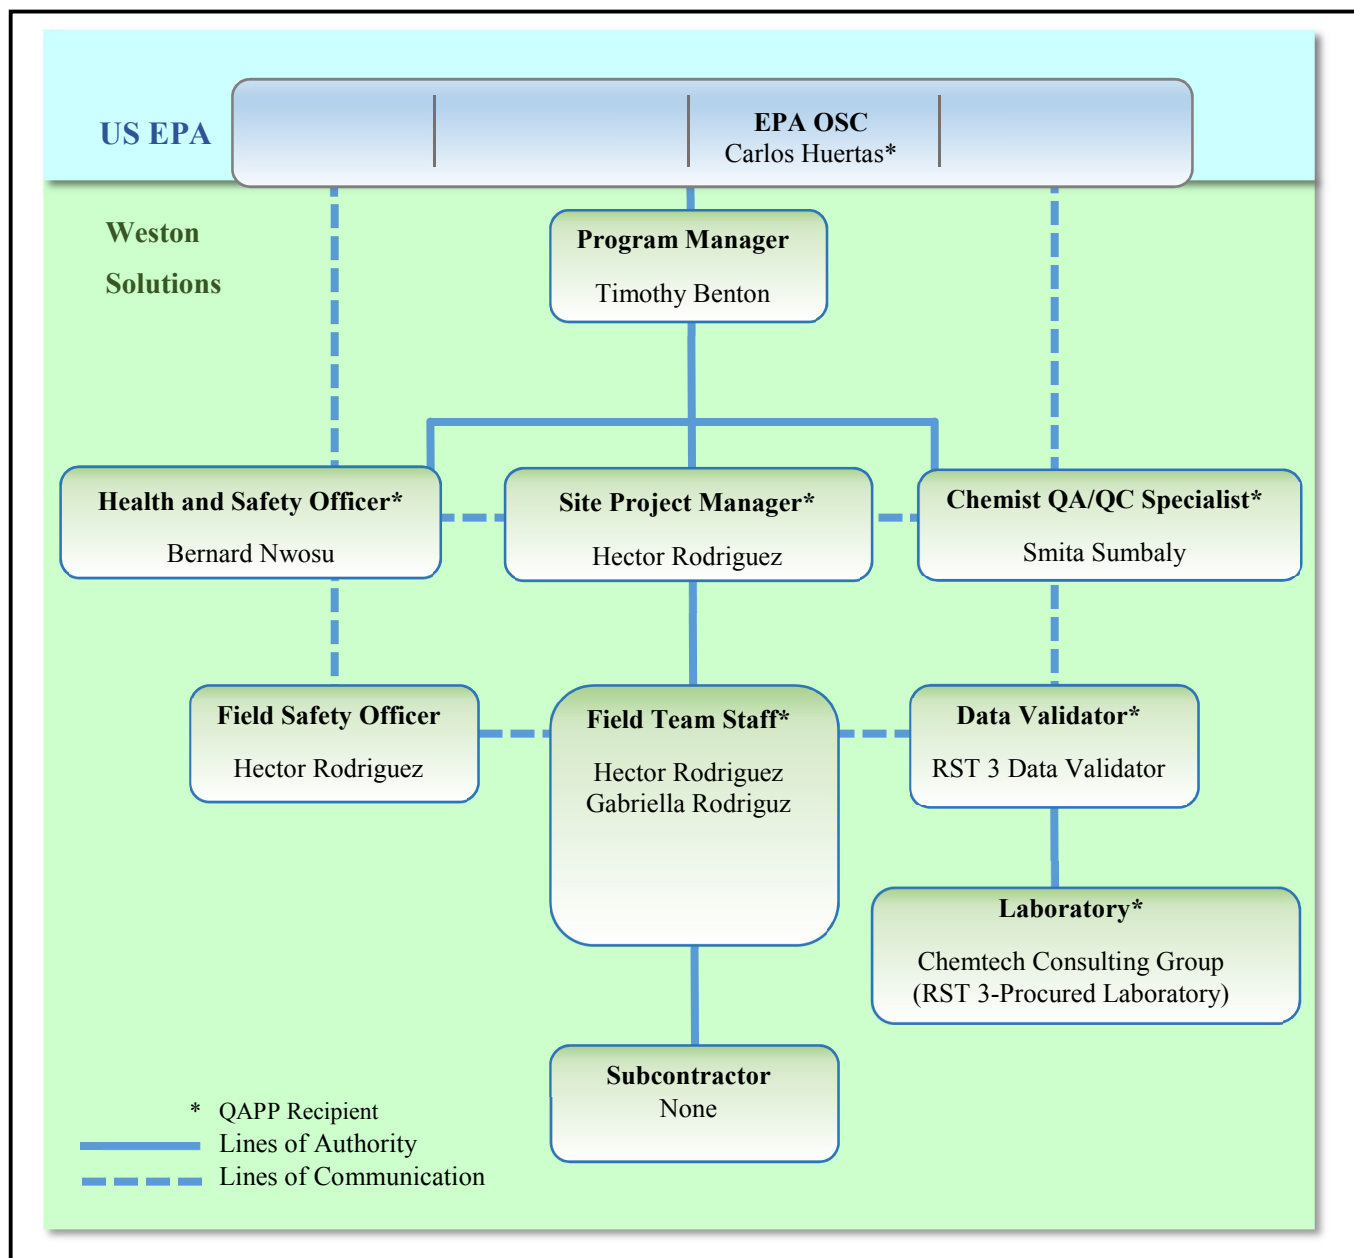 US EPA
EPA OSC
Carlos Huertas*
Weston
Solutions
Program Manager
Timothy Benton
Health and Safety Officer*
Bernard Nwosu
Site Project Manager*
Hector Rodriguez
Chemist QA/QC Specialist*
Smita Sumbaly
Field Safety Officer
Hector Rodriguez
Field Team Staff*
Hector Rodriguez
Gabriella Rodriguz
Data Validator*
RST 3 Data Validator
Laboratory*
Chemtech Consulting Group
(RST 3-Procured Laboratory)
Subcontractor
None
* QAPP Recipient
Lines of Authority
Lines of Communication